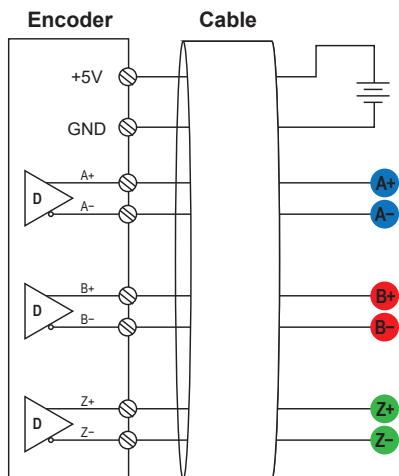 Encoder Cable
+5V
GND
A+ A+
D
A− A−
B+ B+
D
B− B−
Z+ Z+
D
Z− Z−